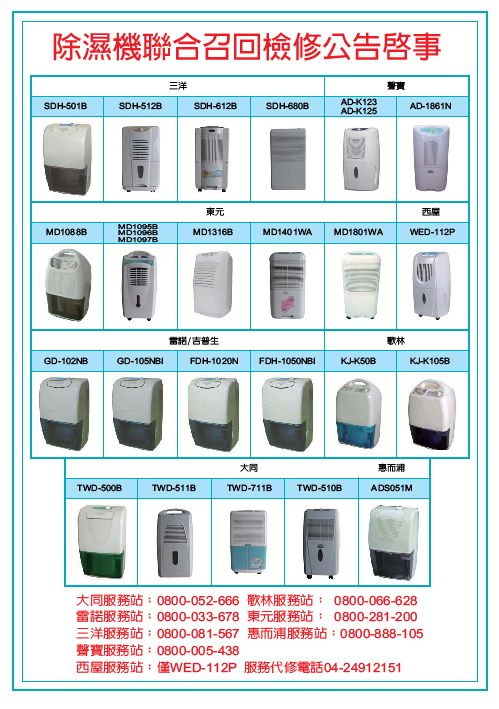 除濕機聯合召回檢修公告啓事
三洋 聲寶
SDH-501B SDH-512B SDH-612B SDH-680B AD-K123 AD-1861N
AD-K125
東元 西屋
MD1088B MD1095B MD1316B MD1401WA MD1801WA WED-112P
MD1096B
MD1097B
雷諾/吉普生 歌林
GD-102NB GD-105NBI FDH-1020N FDH-1050NBI KJ-K50B KJ-K105B
大同 惠而浦
TWD-500B TWD-511B TWD-711B TWD-510B ADS051M
大同服務站：0800-052-666 歌林服務站： 0800-066-628
雷諾服務站：0800-033-678 東元服務站： 0800-281-200
三洋服務站：0800-081-567 惠而浦服務站：0800-888-105
聲寶服務站：0800-005-438
西屋服務站：僅WED-112P 服務代修電話04-24912151